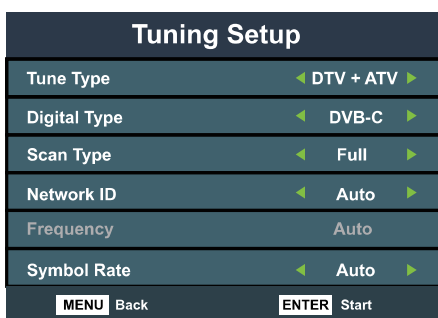 Tuning Setup
Tune Type DTV + ATV
Digital Type DVB-C
Scan Type Full
Network ID Auto
Frequency Auto
Symbol Rate Auto
MENU Back ENTER Start